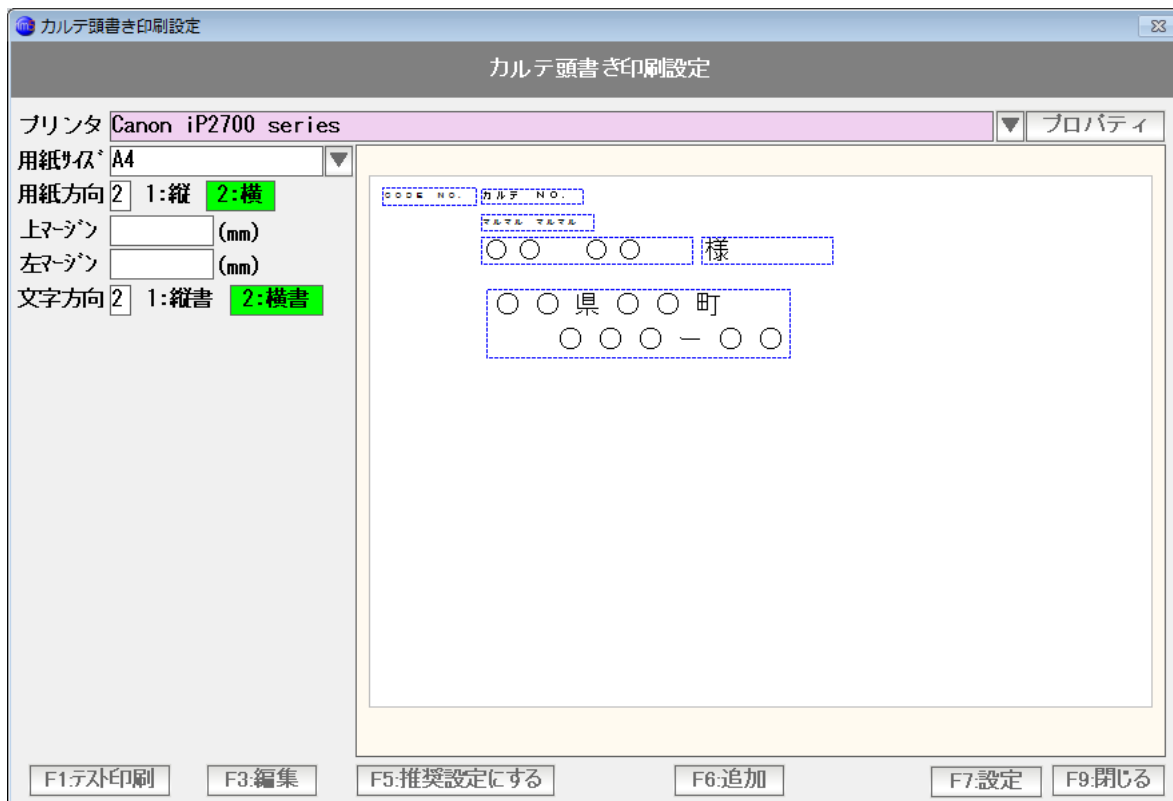 カルテ頭書き印刷設定
カルテ頭書き印刷設定
プリンタ Canon iP2700 series ▼ プロパティ
用紙ｻｲｽﾞ A4 ▼
用紙方向 2 1:縦 2:横
上ﾏｰｼﾞﾝ (mm)
左ﾏｰｼﾞﾝ (mm)
文字方向 2 1:縦書 2:横書
CODE NO. カルテ NO.
マルマル マルマル
○○ ○○ 様
○○県○○町
○○○－○○
F1:ﾃｽﾄ印刷 F3:編集 F5:推奨設定にする F6:追加 F7:設定 F9:閉じる